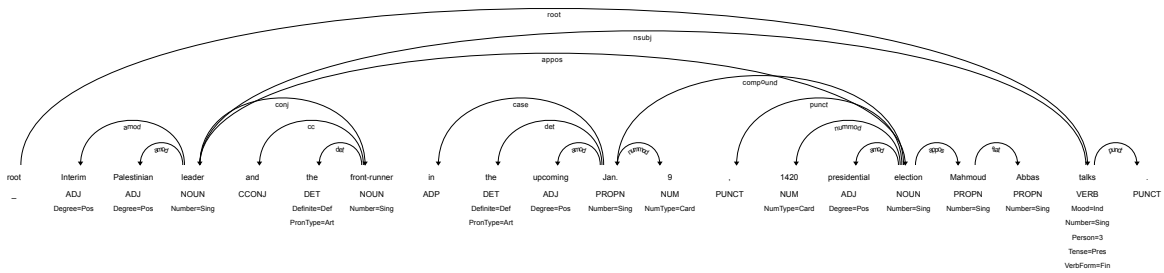 root
nsubj
appos
compound
conj case punct
amod cc det nummod
amod det amod nummod amod appos flat punct
root Interim Palestinian leader and the front-runner in the upcoming Jan. 9 , 1420 presidential election Mahmoud Abbas talks .
_ ADJ ADJ NOUN CCONJ DET NOUN ADP DET ADJ PROPN NUM PUNCT NUM ADJ NOUN PROPN PROPN VERB PUNCT
Degree=Pos Degree=Pos Number=Sing Definite=Def Number=Sing Definite=Def Degree=Pos Number=Sing NumType=Card NumType=Card Degree=Pos Number=Sing Number=Sing Number=Sing Mood=Ind
PronType=Art PronType=Art Number=Sing
Person=3
Tense=Pres
VerbForm=Fin